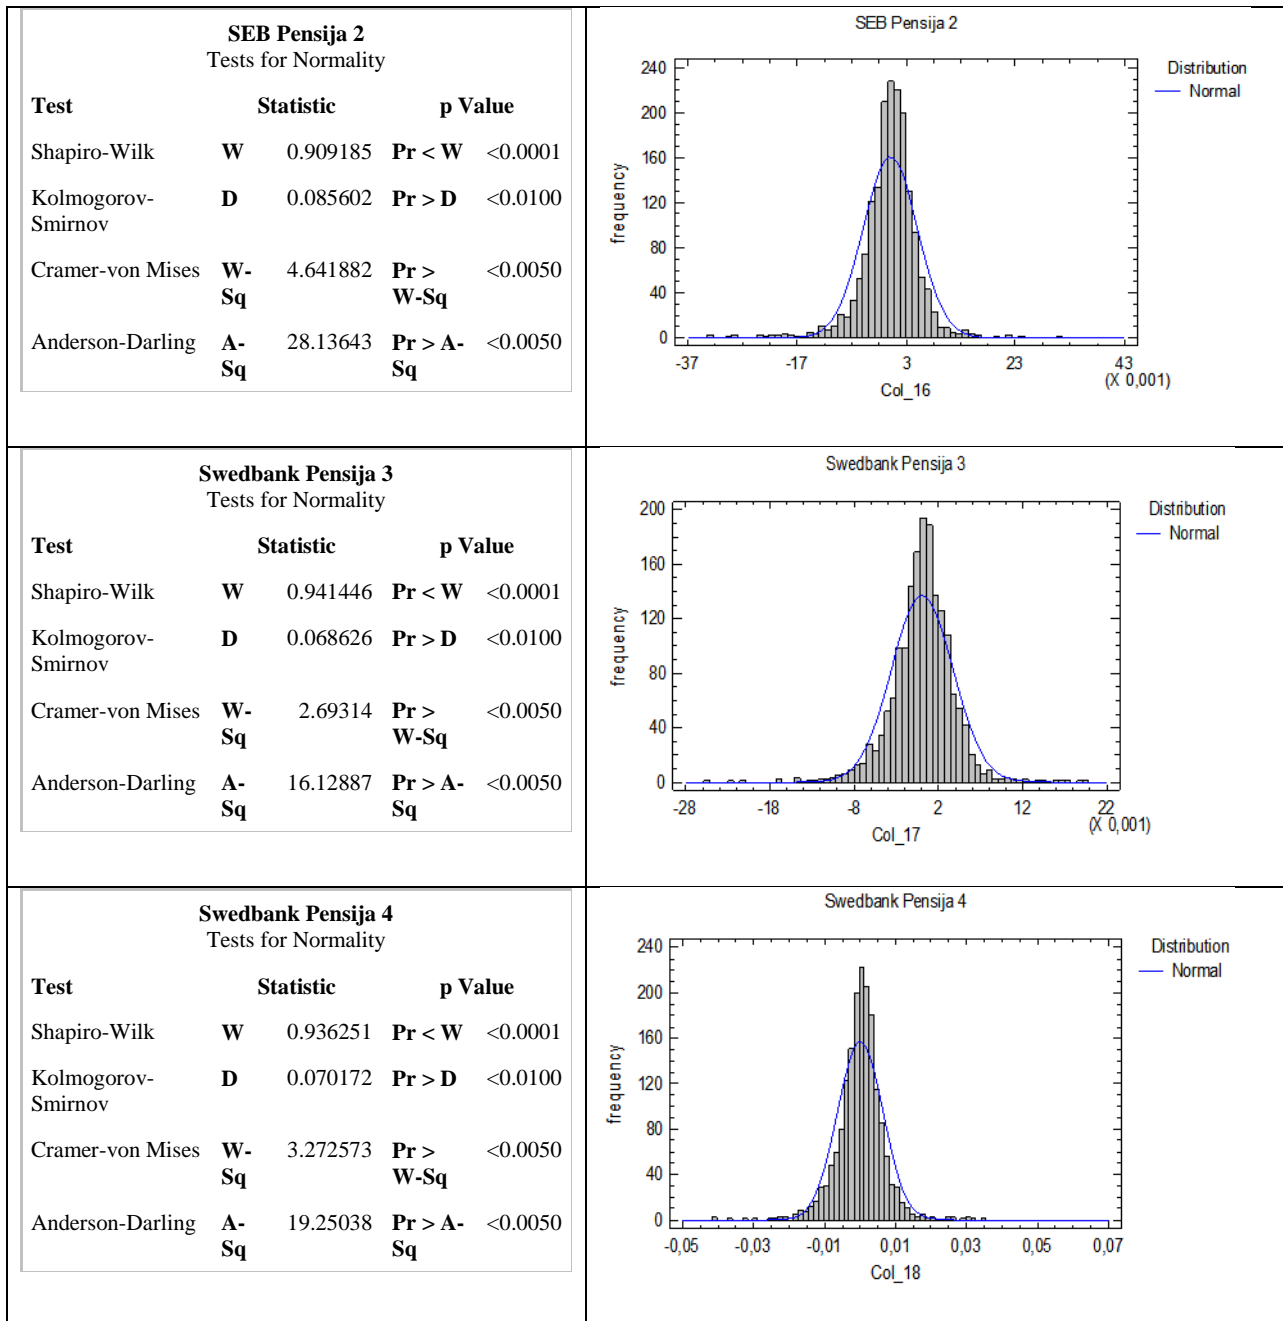 SEB Pensija 2
Tests for Normality
Test Statistic p Value
Shapiro-Wilk W 0.909185 Pr < W <0.0001
Kolmogorov- D 0.085602 Pr > D <0.0100
Smirnov
Cramer-von Mises W- 4.641882 Pr > <0.0050
Sq W-Sq
Anderson-Darling A- 28.13643 Pr > A- <0.0050
Sq Sq
SEB Pensija 2
Distribution
Normal
240
200
160
120
80
40
0
frequency
-37 -17 3 23 43
(X 0,001)
Col_16
Swedbank Pensija 3
Tests for Normality
Test Statistic p Value
Shapiro-Wilk W 0.941446 Pr < W <0.0001
Kolmogorov- D 0.068626 Pr > D <0.0100
Smirnov
Cramer-von Mises W- 2.69314 Pr > <0.0050
Sq W-Sq
Anderson-Darling A- 16.12887 Pr > A- <0.0050
Sq Sq
Swedbank Pensija 3
Distribution
Normal
200
160
120
80
40
0
frequency
-28 -18 -8 2 12 22
(X 0,001)
Col_17
Swedbank Pensija 4
Tests for Normality
Test Statistic p Value
Shapiro-Wilk W 0.936251 Pr < W <0.0001
Kolmogorov- D 0.070172 Pr > D <0.0100
Smirnov
Cramer-von Mises W- 3.272573 Pr > <0.0050
Sq W-Sq
Anderson-Darling A- 19.25038 Pr > A- <0.0050
Sq Sq
Swedbank Pensija 4
Distribution
Normal
240
200
160
120
80
40
0
frequency
-0,05 -0,03 -0,01 0,01 0,03 0,05 0,07
Col_18